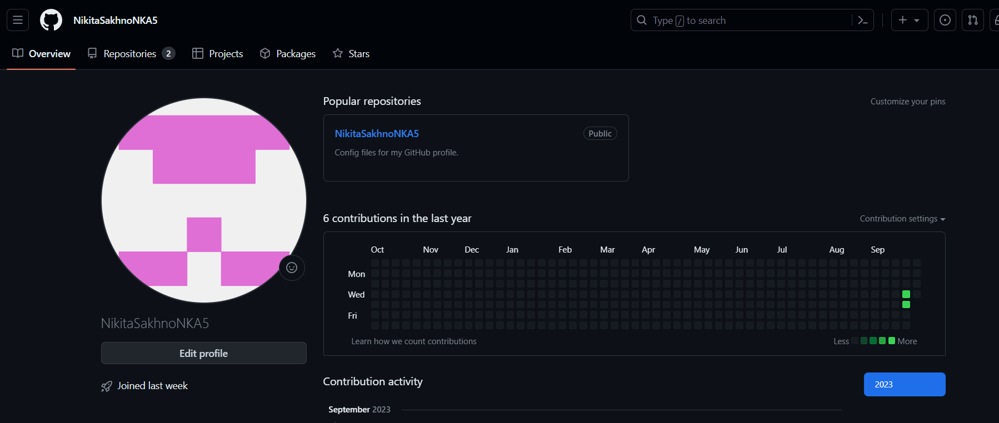 NikitaSakhnoNKA5
Type / to search
Overview Repositories 2 Projects Packages Stars
Popular repositories
Customize your pins
NikitaSakhnoNKA5 Public
Config files for my GitHub profile.
6 contributions in the last year
Contribution settings
Oct Nov Dec Jan Feb Mar Apr May Jun Jul Aug Sep
Mon
Wed
Fri
Learn how we count contributions
Less More
NikitaSakhnoNKA5
Edit profile
Joined last week
Contribution activity
2023
September 2023